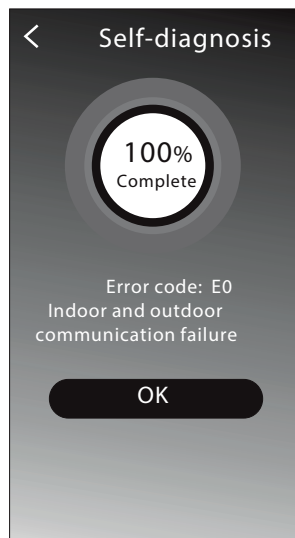 Self-diagnosis
100%
Complete
Error code: E0
Indoor and outdoor
communication failure
OK